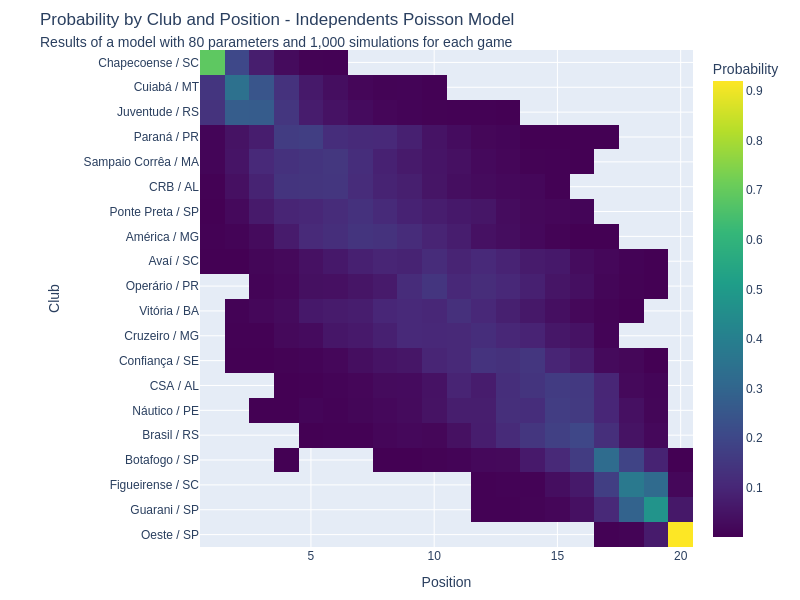 Probability by Club and Position - Independents Poisson Model
Results of a model with 80 parameters and 1,000 simulations for each game
Probability
Chapecoense / SC
Cuiabá / MT
Juventude / RS
Paraná / PR
Sampaio Corrêa / MA
CRB / AL
Ponte Preta / SP
América / MG
Avaí / SC
Operário / PR
Vitória / BA
Cruzeiro / MG
Confiança / SE
CSA / AL
Náutico / PE
Brasil / RS
Botafogo / SP
Figueirense / SC
Guarani / SP
Oeste / SP
Club
5
10
15
20
Position
0.9
0.8
0.7
0.6
0.5
0.4
0.3
0.2
0.1